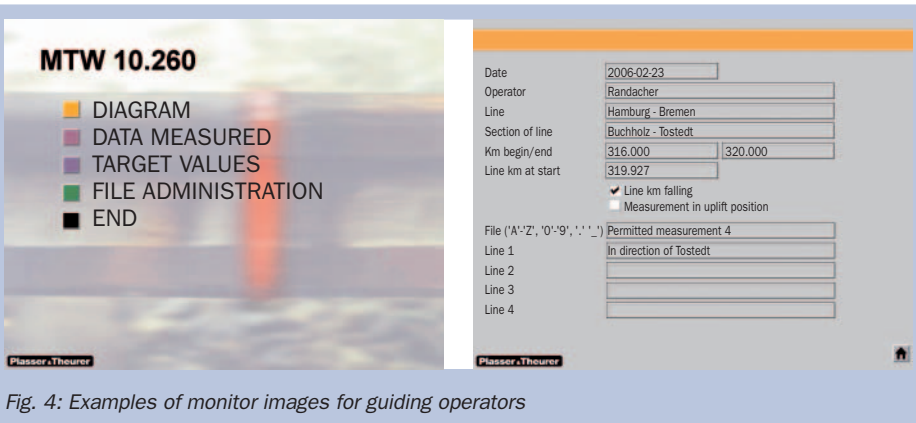 MTW 10.260
DIAGRAM
DATA MEASURED
TARGET VALUES
FILE ADMINISTRATION
END
Plasser & Theurer
Date 2006-02-23
Operator Randacher
Line Hamburg - Bremen
Section of line Buchholz - Tostedt
Km begin/end 316.000 320.000
Line km at start 319.927
Line km falling
Measurement in uplift position
File ('A'-'Z', '0'-'9', '.' '_') Permitted measurement 4
Line 1 In direction of Tostedt
Line 2
Line 3
Line 4
Plasser & Theurer
Fig. 4: Examples of monitor images for guiding operators